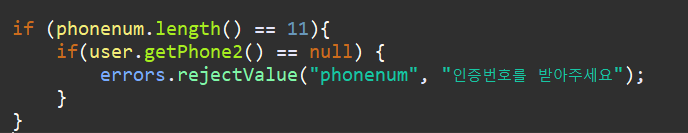 if (phonenum.length() == 11){
    if(user.getPhone2() == null) {
        errors.rejectValue("phonenum", "인증번호를 받아주세요");
    }
}